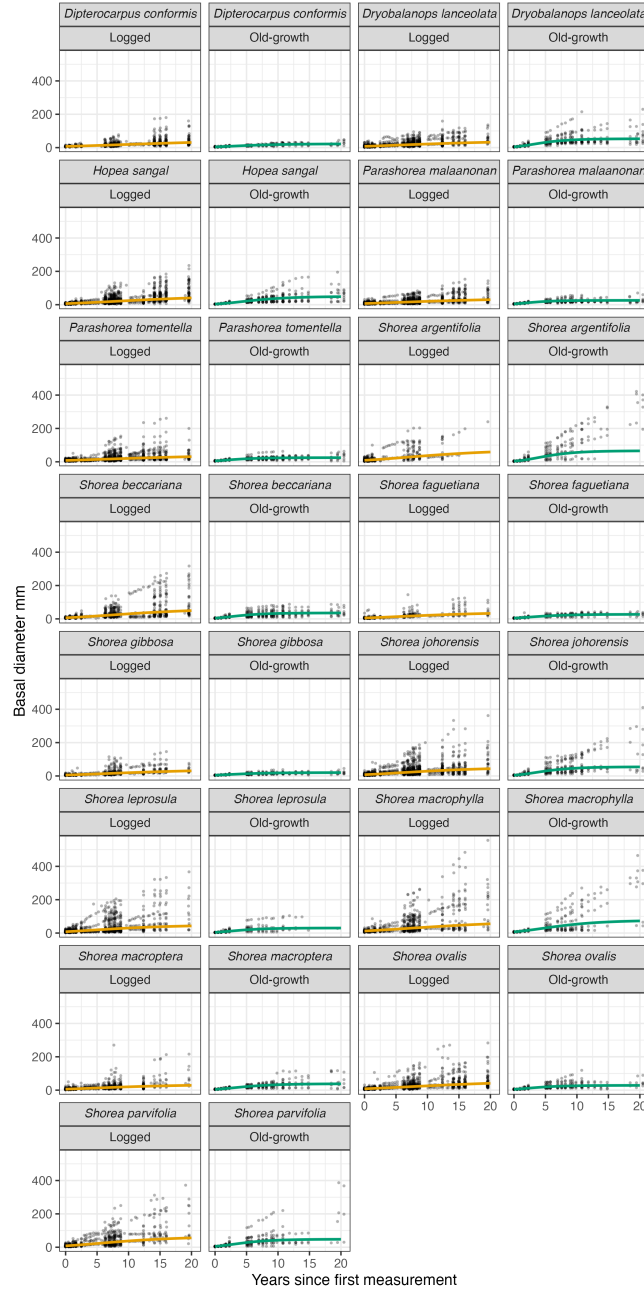 Dipterocarpus conformis Dipterocarpus conformis Dryobalanops lanceolata Dryobalanops lanceolata
Logged Old-growth Logged Old-growth
400
200
0
Hopea sangal Hopea sangal Parashorea malaanonan Parashorea malaanonan
Logged Old-growth Logged Old-growth
400
200
0
Parashorea tomentella Parashorea tomentella Shorea argentifolia Shorea argentifolia
Logged Old-growth Logged Old-growth
400
200
0
Shorea beccariana Shorea beccariana Shorea faguetiana Shorea faguetiana
Logged Old-growth Logged Old-growth
400
200
0
Basal diameter mm
Shorea gibbosa Shorea gibbosa Shorea johorensis Shorea johorensis
Logged Old-growth Logged Old-growth
400
200
0
Shorea leprosula Shorea leprosula Shorea macrophylla Shorea macrophylla
Logged Old-growth Logged Old-growth
400
200
0
Shorea macroptera Shorea macroptera Shorea ovalis Shorea ovalis
Logged Old-growth Logged Old-growth
400
200
0
0 5 10 15 20 0 5 10 15 20
Shorea parvifolia Shorea parvifolia
Logged Old-growth
400
200
0
0 5 10 15 20 0 5 10 15 20
Years since first measurement